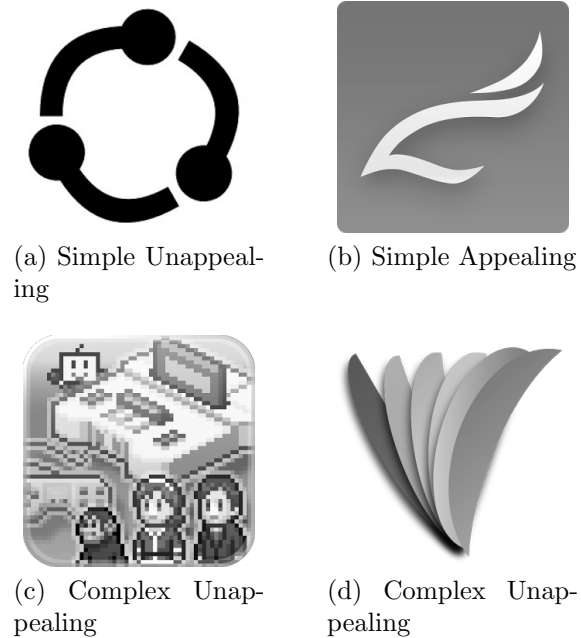 (a) Simple Unappeal-
ing
(b) Simple Appealing
(c) Complex Unap-
pealing
(d) Complex Unap-
pealing